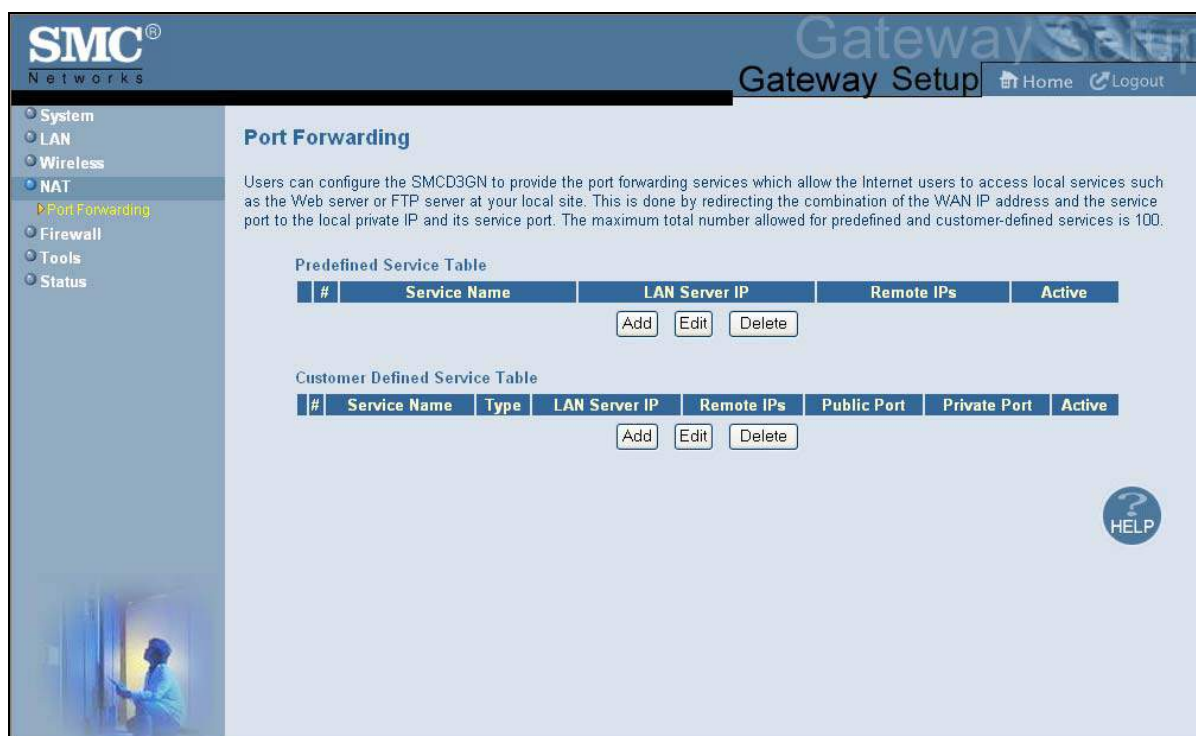 SMC®
Networks
Gateway Setup
Gateway Setup
Home
Logout
System
LAN
Wireless
NAT
Port Forwarding
Firewall
Tools
Status
Port Forwarding
Users can configure the SMCD3GN to provide the port forwarding services which allow the Internet users to access local services such
as the Web server or FTP server at your local site. This is done by redirecting the combination of the WAN IP address and the service
port to the local private IP and its service port. The maximum total number allowed for predefined and customer-defined services is 100.
Predefined Service Table
# Service Name LAN Server IP Remote IPs Active
Add Edit Delete
Customer Defined Service Table
# Service Name Type LAN Server IP Remote IPs Public Port Private Port Active
Add Edit Delete
?
HELP